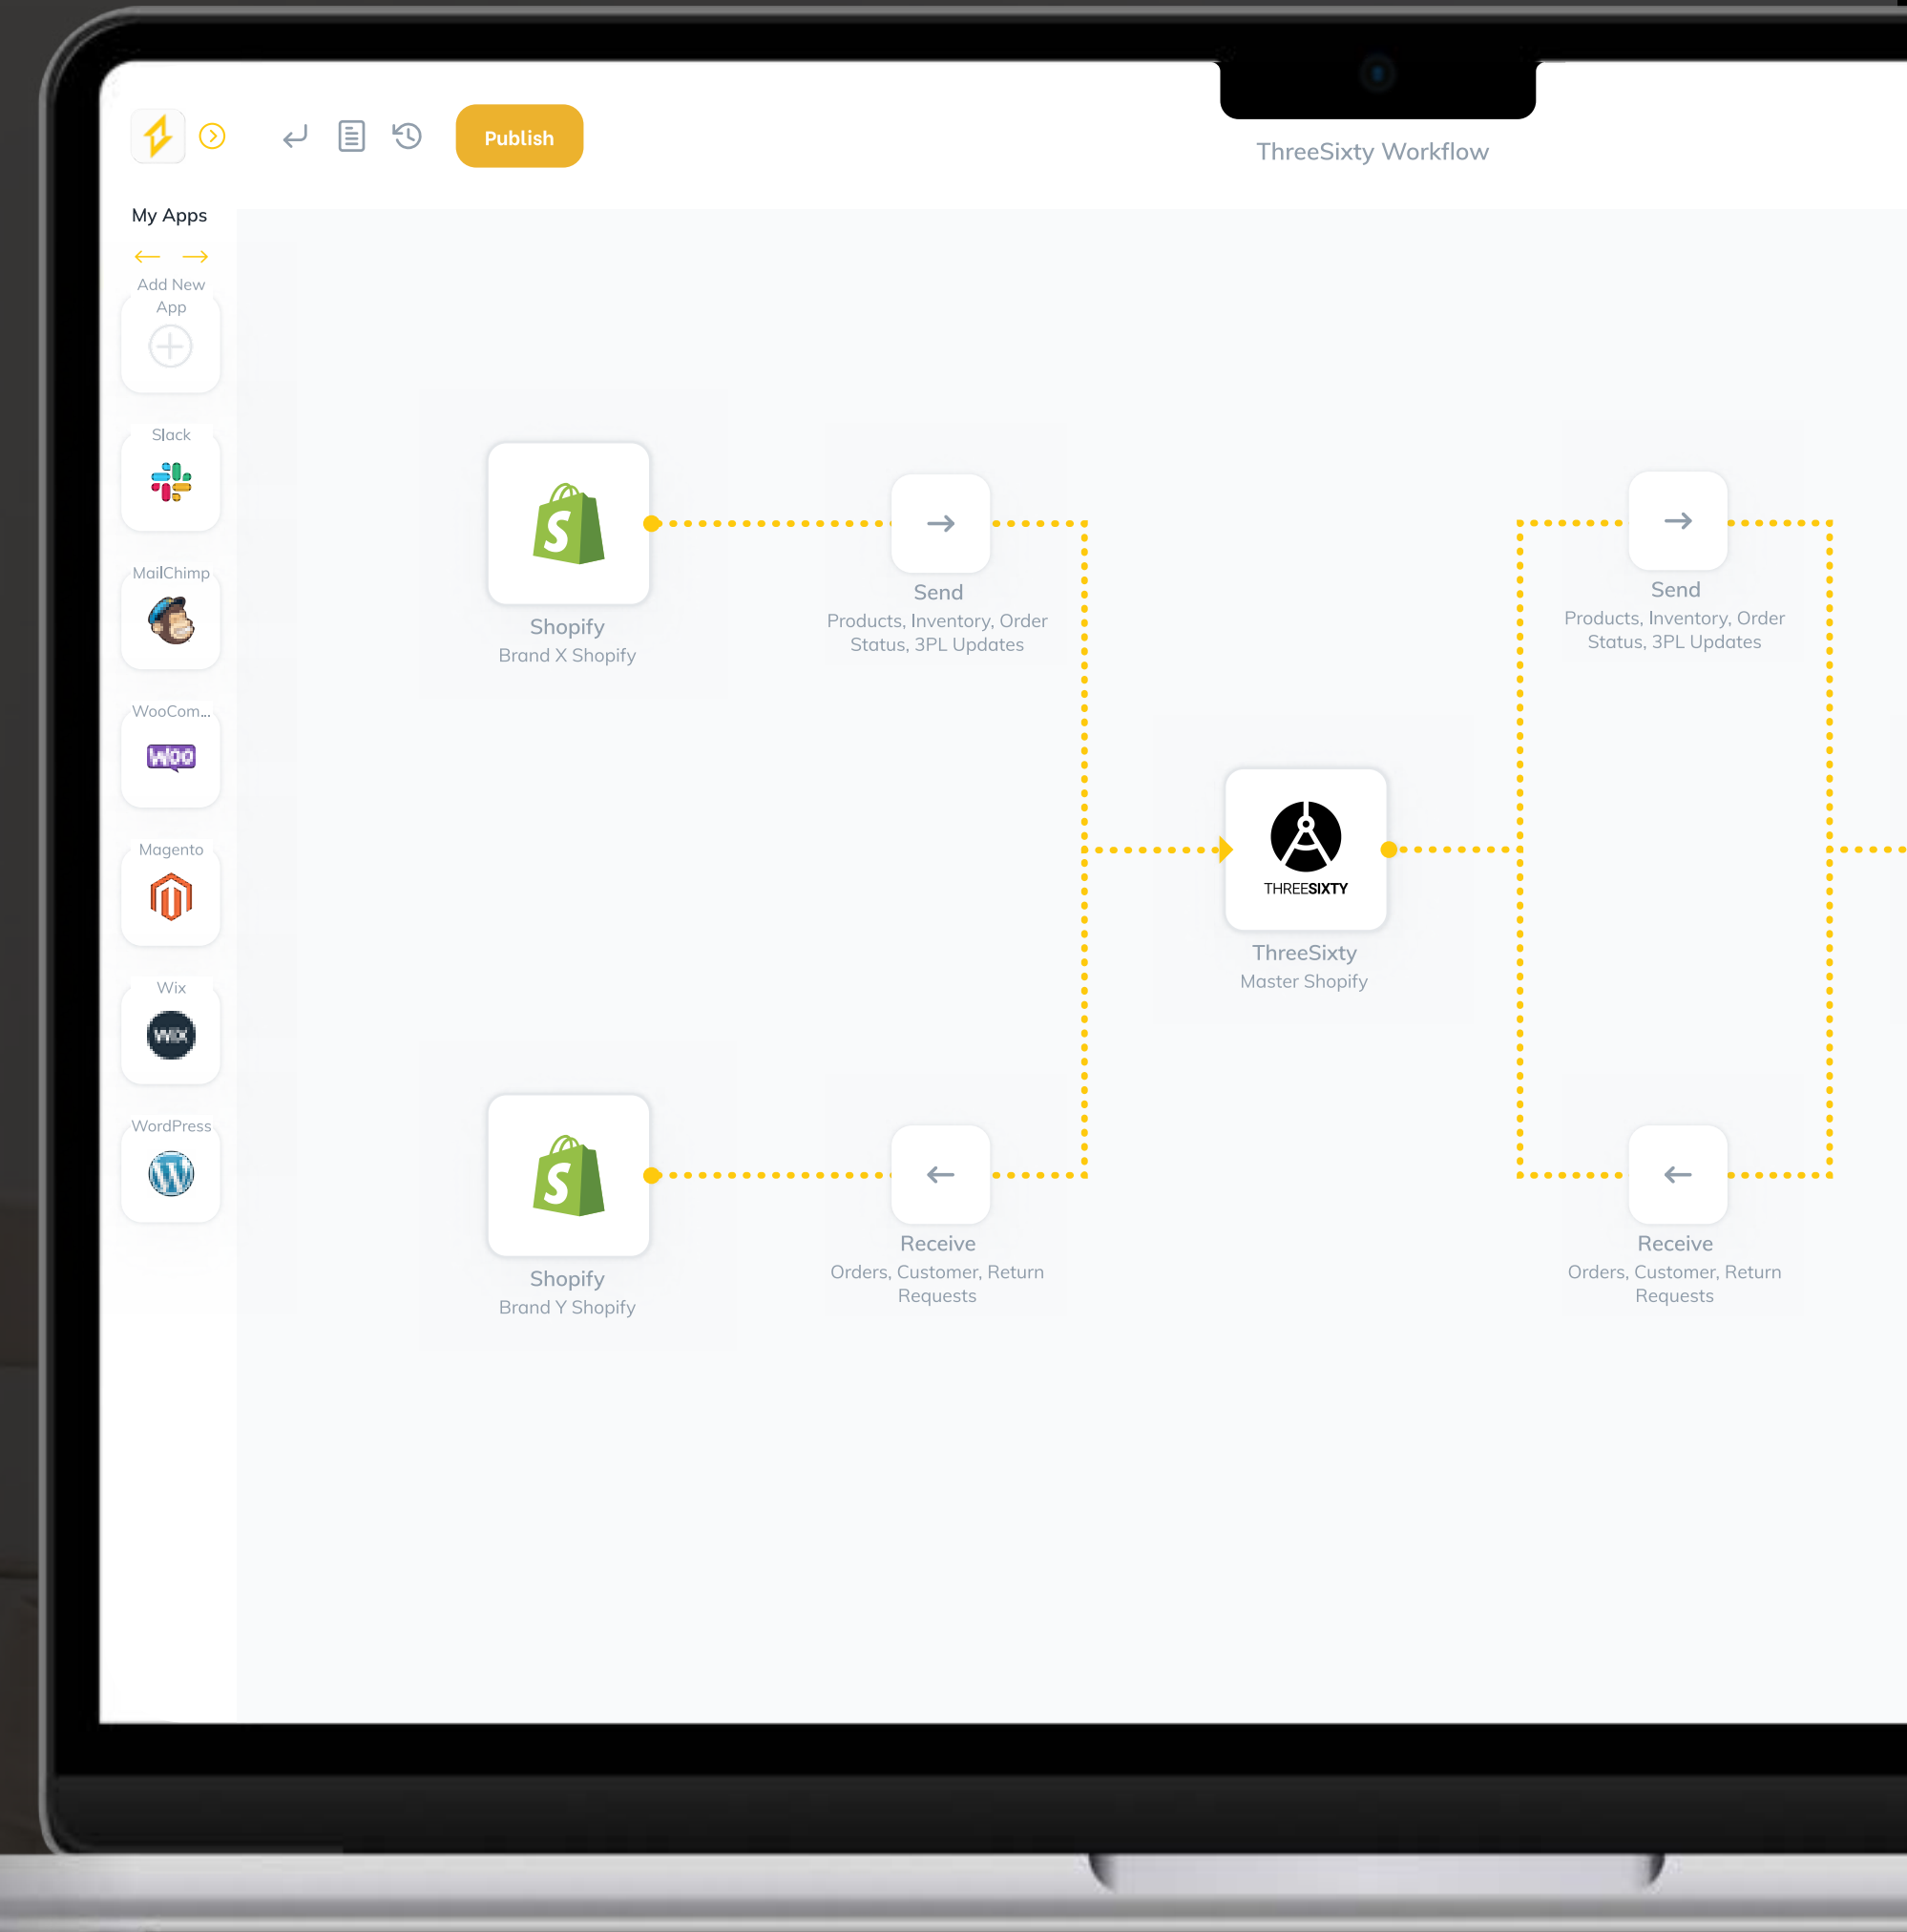 Publish
ThreeSixty Workflow
My Apps
Add New
App
Slack
MailChimp
WooCom...
Woo
Magento
Wix
WIX
WordPress
W
S
Shopify
Brand X Shopify
Send
Products, Inventory, Order
Status, 3PL Updates
S
Shopify
Brand Y Shopify
Receive
Orders, Customer, Return
Requests
THREESIXTY
ThreeSixty
Master Shopify
Send
Products, Inventory, Order
Status, 3PL Updates
Receive
Orders, Customer, Return
Requests